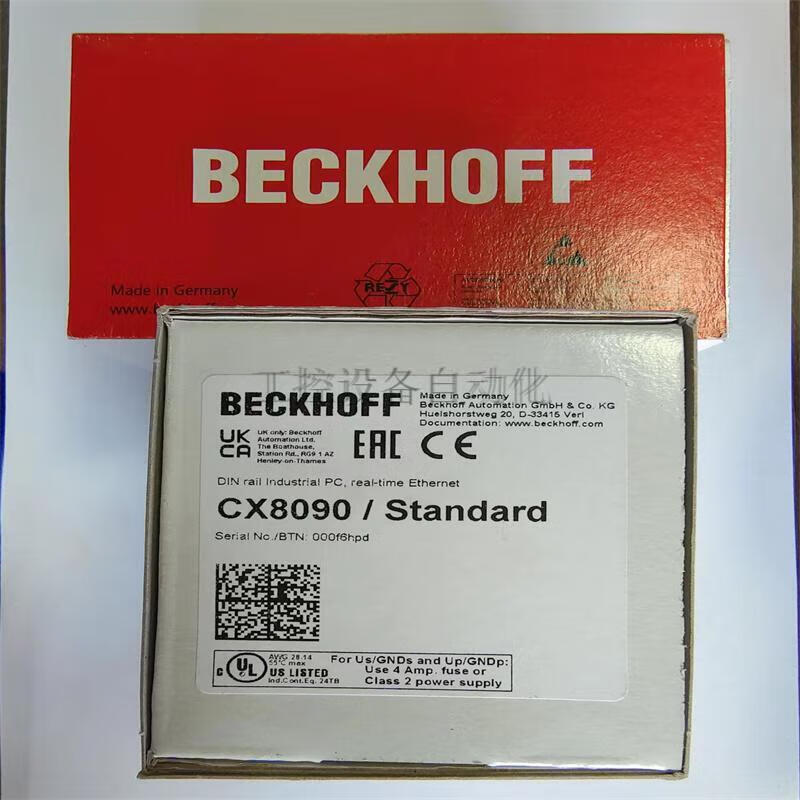 BECKHOFF
Made in Germany
REZY
工控设备自动化
BECKHOFF
Made in Germany
Beckhoff Automation GmbH & Co. KG
Huelshorstweg 20, D-33415 Verl
Documentation: www.beckhoff.com
UK
CA
UK only: Beckhoff
Automation Ltd.
The Boathouse,
Station Rd., RG9 1 AZ
Henley-on-Thames
EAC CE
DIN rail Industrial PC, real-time Ethernet
CX8090 / Standard
Serial No./BTN: 000f6hpd
c UL
AWG 28-14
55°C max
US LISTED
Ind.Cont.Eq. 24TB
For Us/GNDs and Up/GNDp:
Use 4 Amp. fuse or
Class 2 power supply